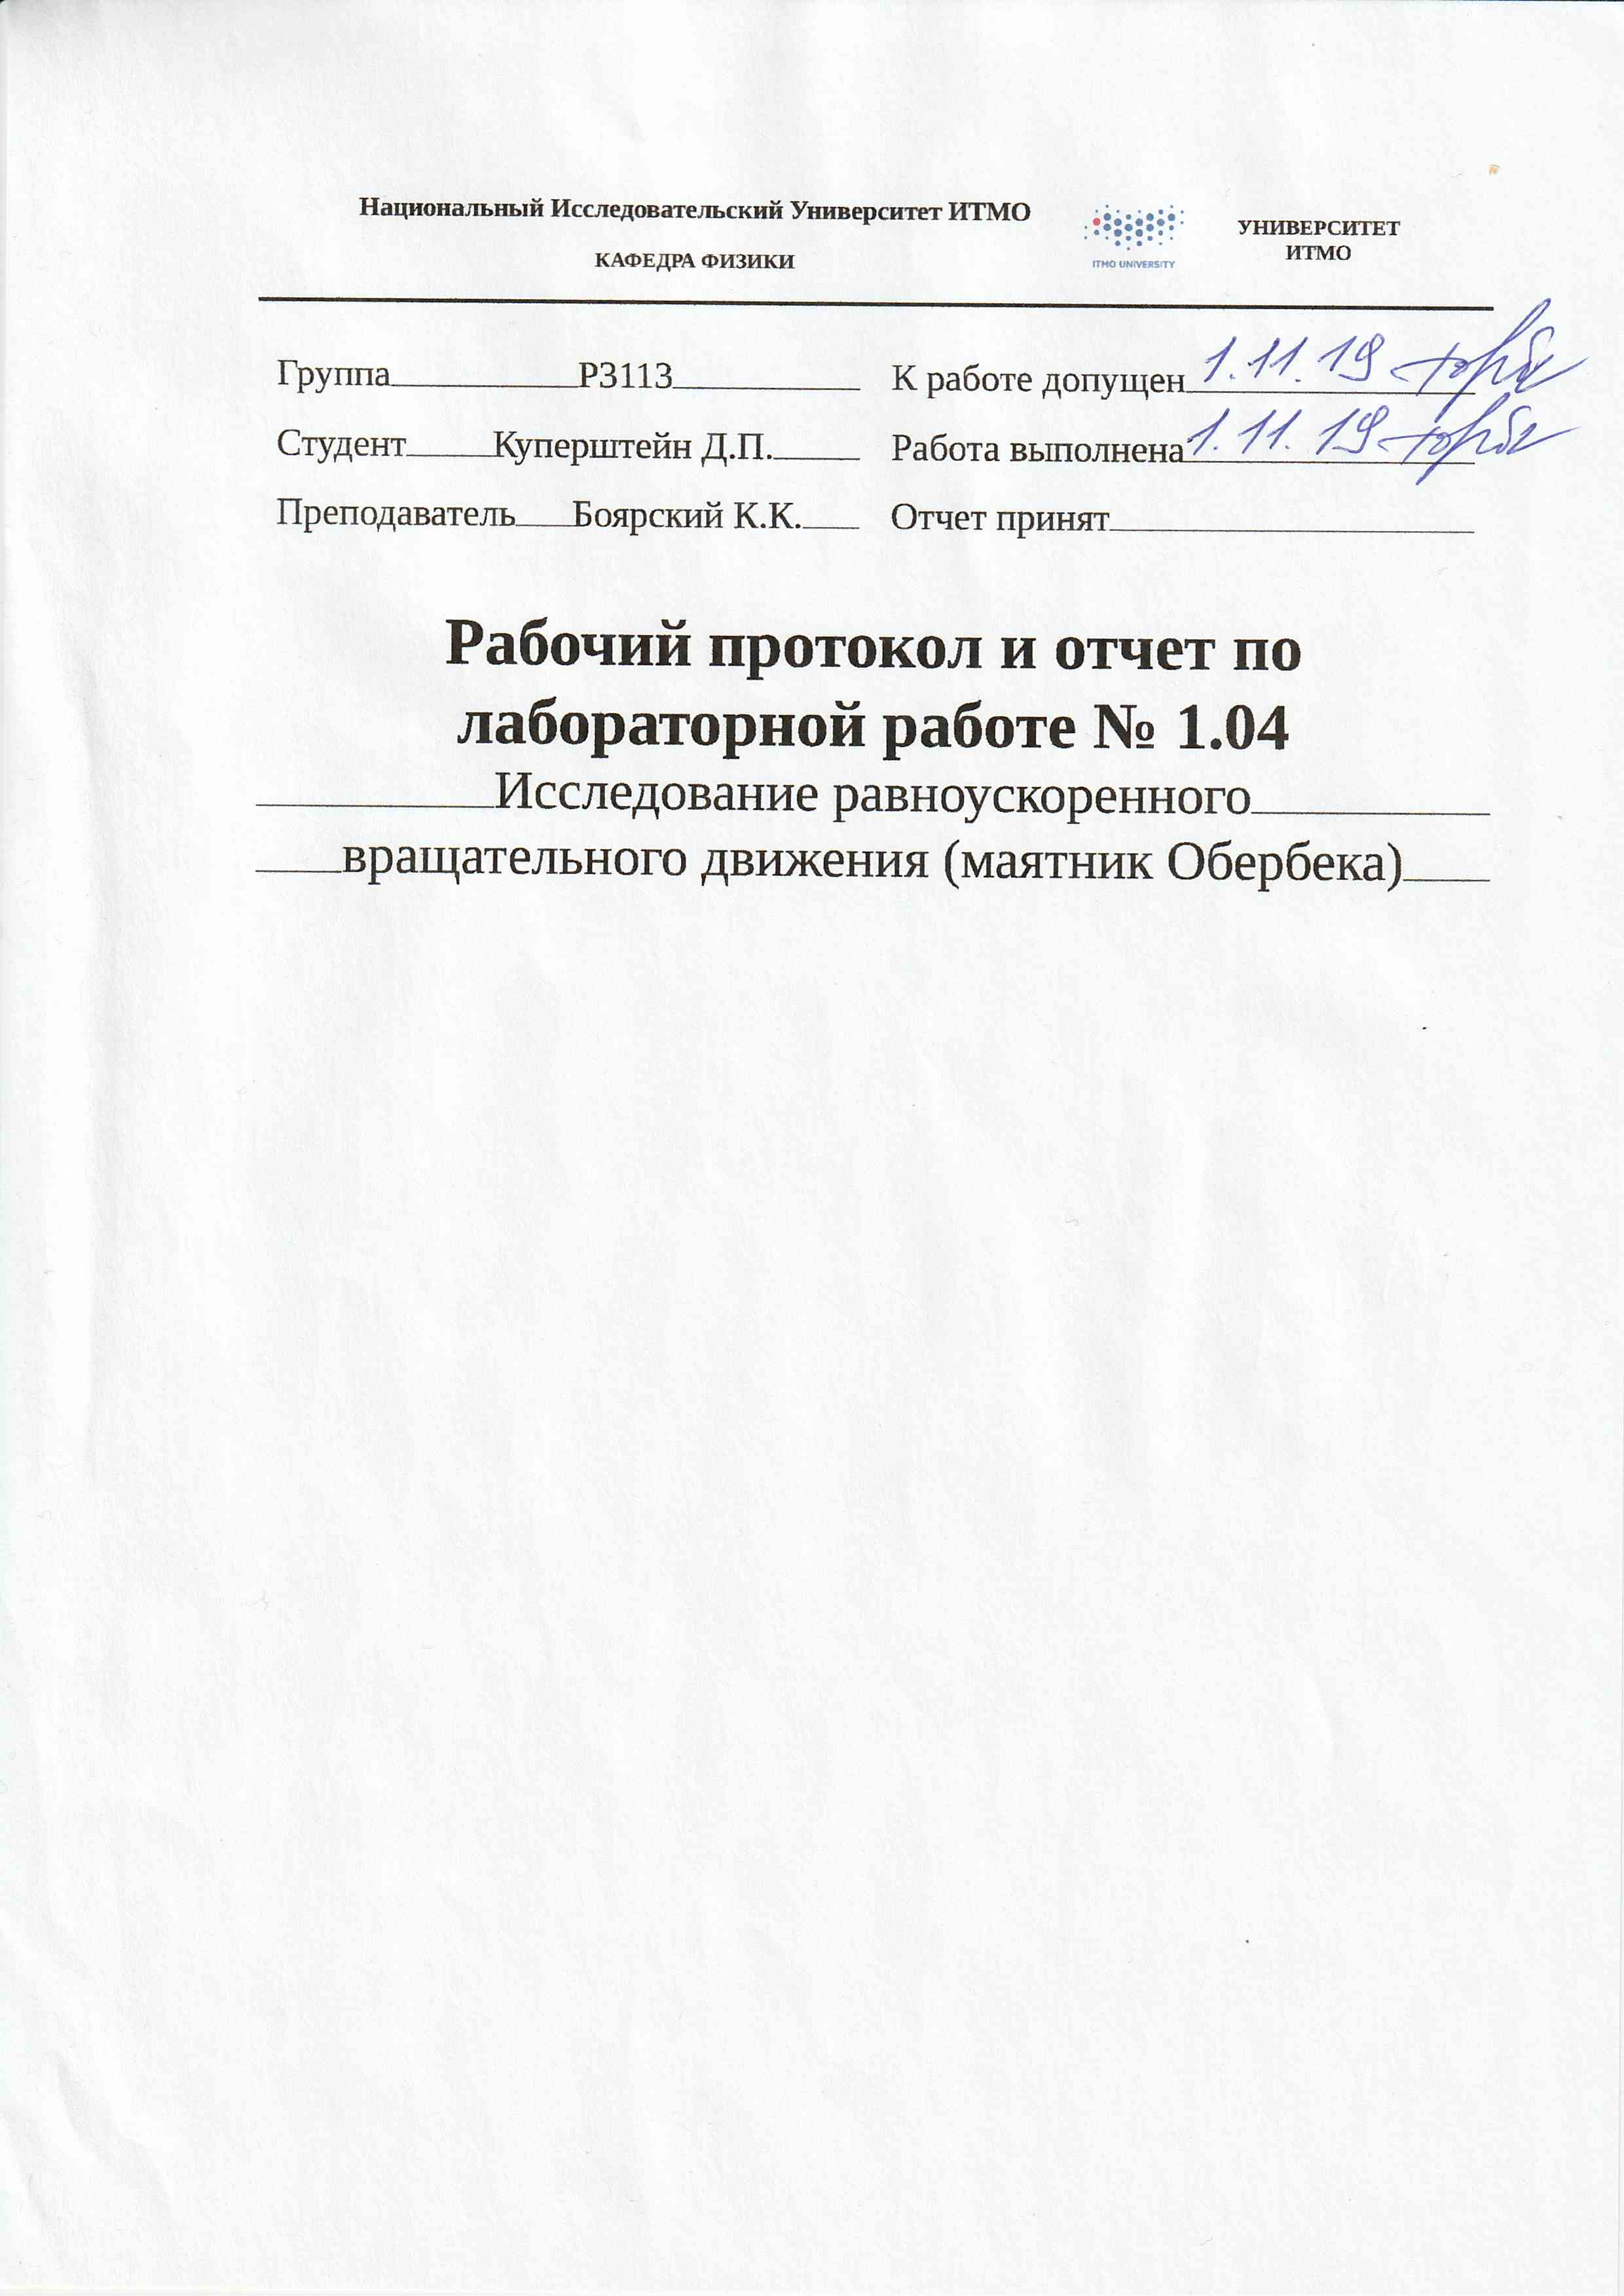 Национальный Исследовательский Университет ИТМО
КАФЕДРА ФИЗИКИ
ITMO UNIVERSITY
УНИВЕРСИТЕТ
ИТМО
Группа Р3113 К работе допущен 1.11.19
Студент Куперштейн Д.П. Работа выполнена 1.11.19
Преподаватель Боярский К.К. Отчет принят
Рабочий протокол и отчет по
лабораторной работе № 1.04
Исследование равноускоренного
вращательного движения (маятник Обербека)